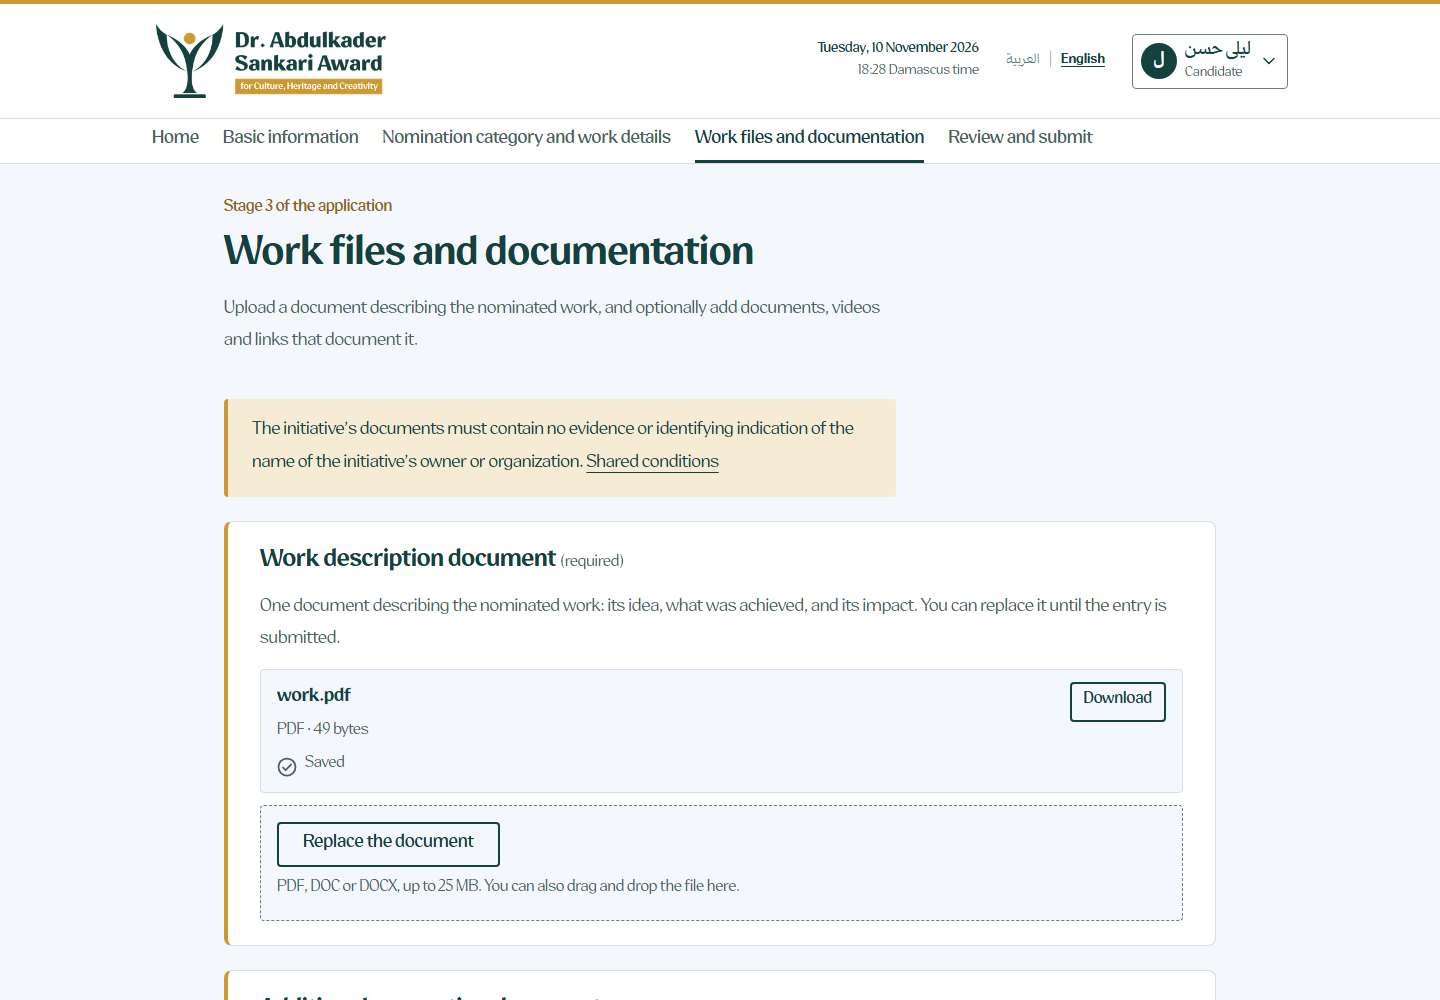 Dr. Abdulkader
Sankari Award
for Culture, Heritage and Creativity
Tuesday, 10 November 2026
18:28 Damascus time
العربية
English
ل
ليلى حسن
Candidate
Home
Basic information
Nomination category and work details
Work files and documentation
Review and submit
Stage 3 of the application
Work files and documentation
Upload a document describing the nominated work, and optionally add documents, videos
and links that document it.
The initiative’s documents must contain no evidence or identifying indication of the
name of the initiative’s owner or organization. Shared conditions
Work description document (required)
One document describing the nominated work: its idea, what was achieved, and its impact. You can replace it until the entry is
submitted.
work.pdf
Download
PDF · 49 bytes
Saved
Replace the document
PDF, DOC or DOCX, up to 25 MB. You can also drag and drop the file here.